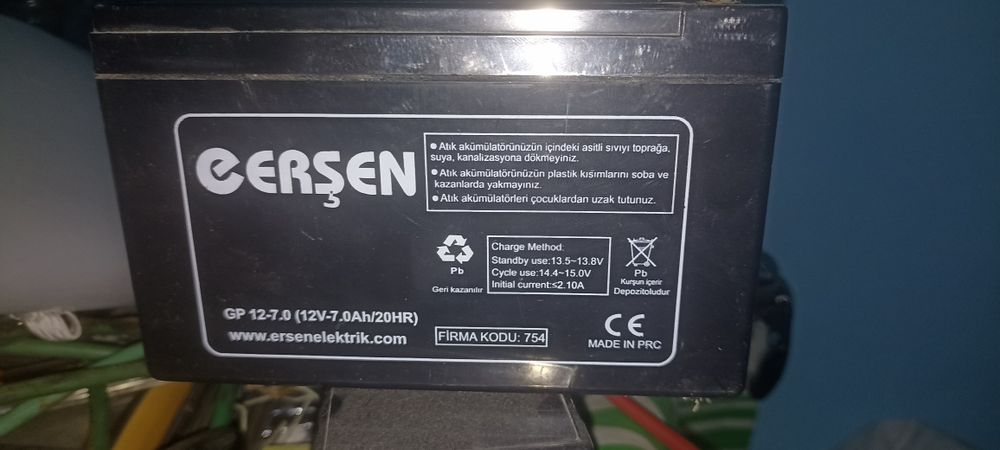 ERŞEN
● Atık akümülatörünüzün içindeki asitli sıvıyı toprağa,
suya, kanalizasyona dökmeyiniz.
● Atık akümülatörünüzün plastik kısımlarını soba ve
kazanlarda yakmayınız.
● Atık akümülatörleri çocuklardan uzak tutunuz.
Pb
Geri kazanılır
Charge Method:
Standby use:13.5~13.8V
Cycle use:14.4~15.0V
Initial current:≤2.10A
Pb
Kurşun içerir
Depozitoludur
GP 12-7.0 (12V-7.0Ah/20HR)
www.ersenelektrik.com
FİRMA KODU: 754
CE
MADE IN PRC